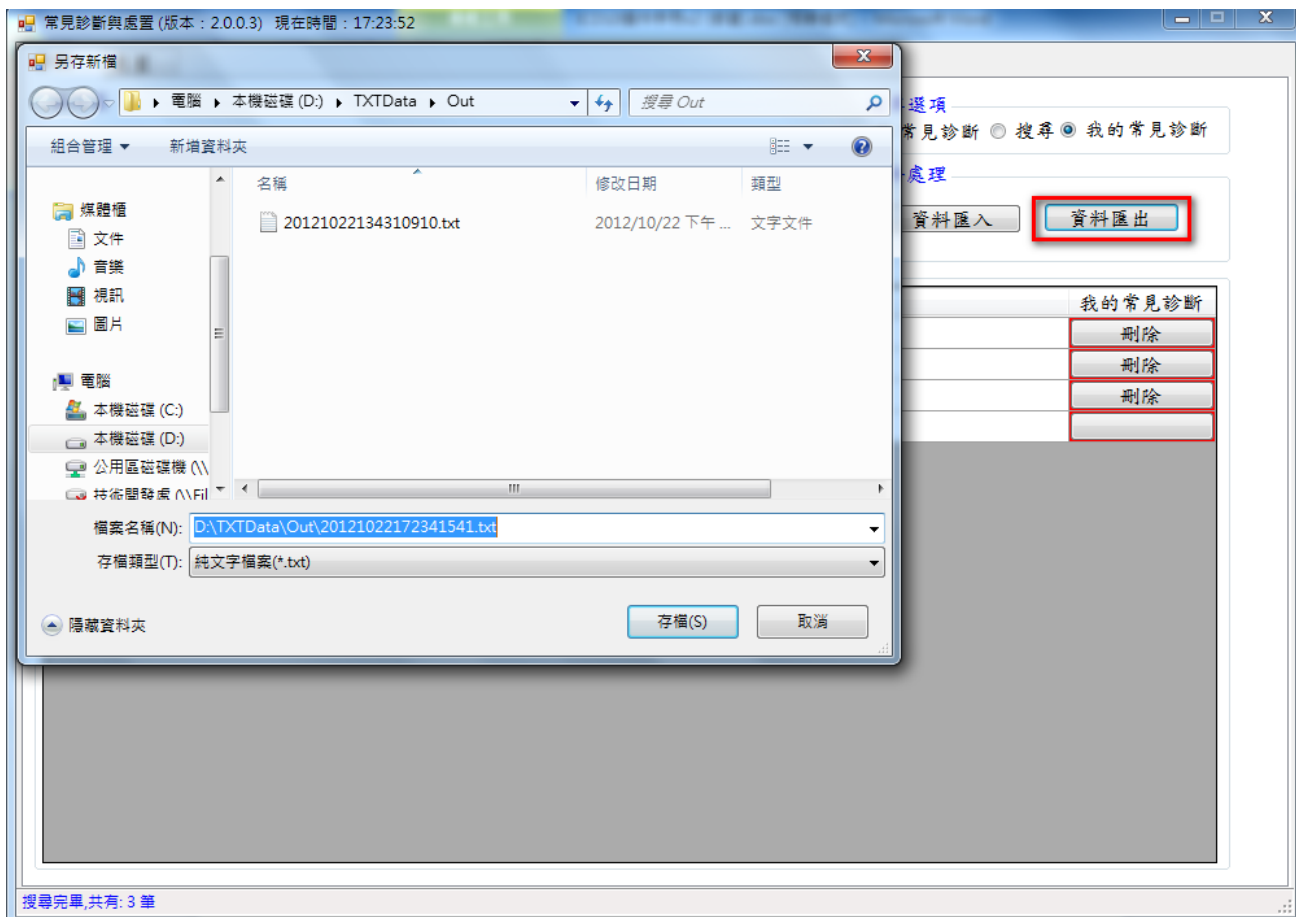 常見診斷與處置 (版本：2.0.0.3) 現在時間：17:23:52
另存新檔
電腦 本機磁碟 (D:) TXTData Out
搜尋 Out
選項
常見診斷 搜尋 我的常見診斷
組合管理 新增資料夾
處理
資料匯入 資料匯出
名稱 修改日期 類型
20121022134310910.txt 2012/10/22 下午 ... 文字文件
媒體櫃
文件
音樂
視訊
圖片
電腦
本機磁碟 (C:)
本機磁碟 (D:)
公用區磁碟機 (\\
技術開發處 (\\Fil
我的常見診斷
刪除
刪除
刪除
檔案名稱(N): D:\TXTData\Out\20121022172341541.txt
存檔類型(T): 純文字檔案(*.txt)
隱藏資料夾 存檔(S) 取消
搜尋完畢,共有: 3 筆